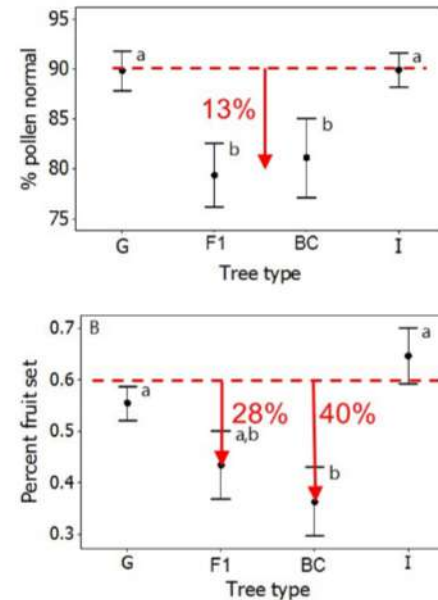 95
a
a
90
% pollen normal
13%
85
b
b
80
75
G
F1
BC
I
Tree type
0.7
B
a
0.6
a
28%
40%
Percent fruit set
0.5
a,b
b
0.4
0.3
G
F1
BC
I
Tree type